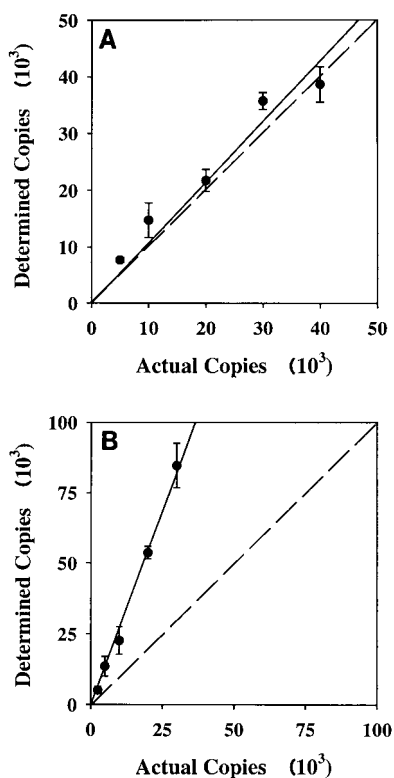 A
50
40
30
20
10
0
Determined Copies (10³)
0 10 20 30 40 50
Actual Copies (10³)
B
100
75
50
25
0
Determined Copies (10³)
0 25 50 75 100
Actual Copies (10³)